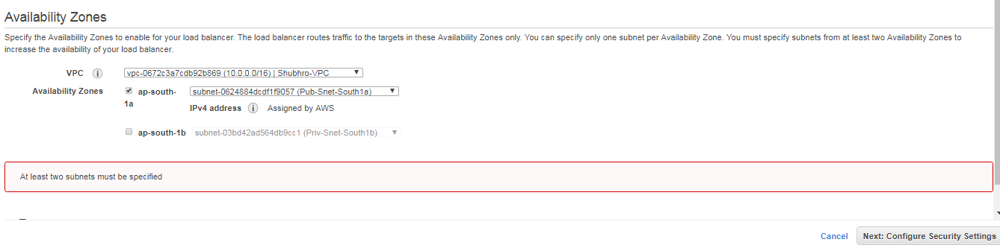 Availability Zones
Specify the Availability Zones to enable for your load balancer. The load balancer routes traffic to the targets in these Availability Zones only. You can specify only one subnet per Availability Zone. You must specify subnets from at least two Availability Zones to
increase the availability of your load balancer.
VPC i vpc-0672c3a7cdb92b869 (10.0.0.0/16) | Shubhro-VPC
Availability Zones ap-south- subnet-0624884dcdf1f9057 (Pub-Snet-South1a)
1a
IPv4 address i Assigned by AWS
ap-south-1b subnet-03bd42ad564db9cc1 (Priv-Snet-South1b)
At least two subnets must be specified
Cancel Next: Configure Security Settings